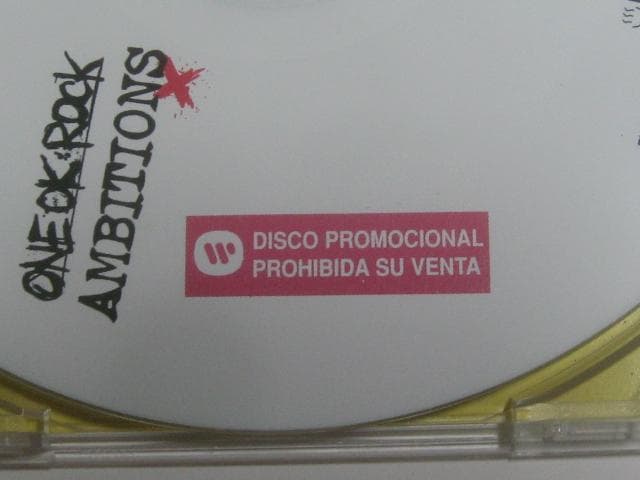 ONE OK ROCK
AMBITIONS
DISCO PROMOCIONAL
PROHIBIDA SU VENTA